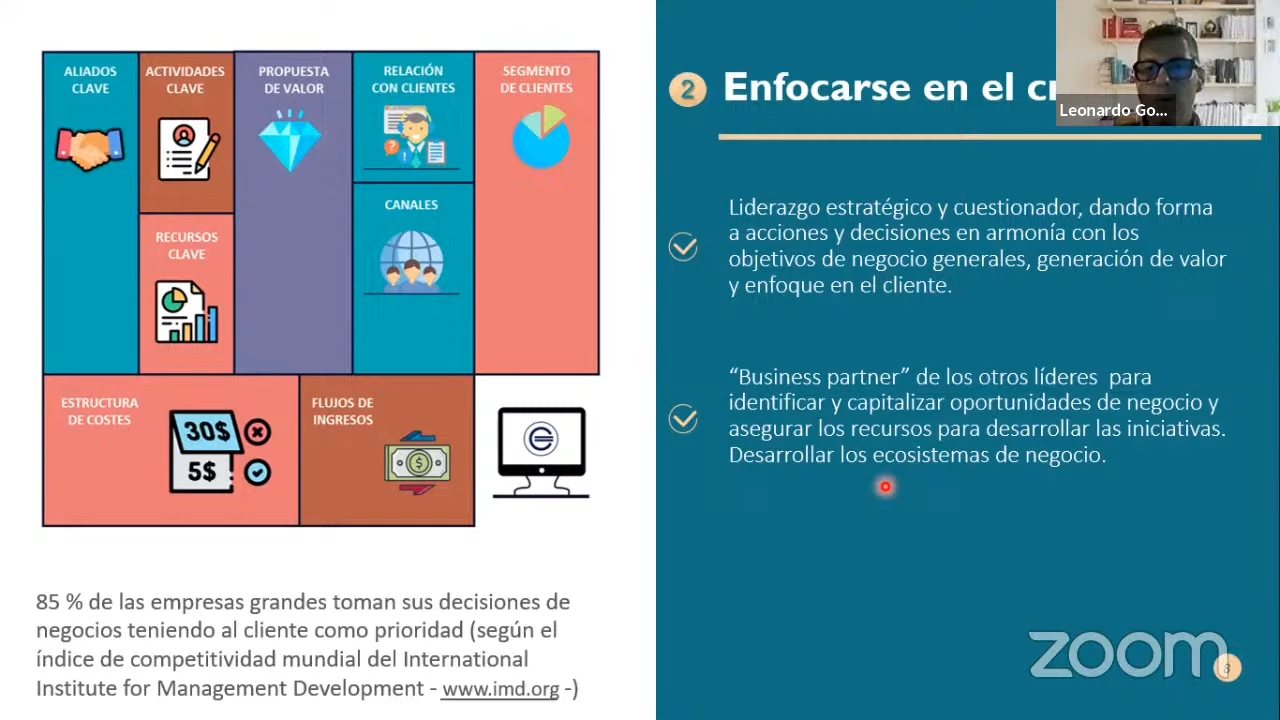 ALIADOS
CLAVE
ACTIVIDADES
CLAVE
PROPUESTA
DE VALOR
RELACIÓN
CON CLIENTES
SEGMENTO
DE CLIENTES
CANALES
RECURSOS
CLAVE
ESTRUCTURA
DE COSTES
30$
5$
FLUJOS DE
INGRESOS
85 % de las empresas grandes toman sus decisiones de
negocios teniendo al cliente como prioridad (según el
índice de competitividad mundial del International
Institute for Management Development - www.imd.org -)
2 Enfocarse en el
Leonardo Go...
Liderazgo estratégico y cuestionador, dando forma
a acciones y decisiones en armonía con los
objetivos de negocio generales, generación de valor
y enfoque en el cliente.
“Business partner” de los otros líderes para
identificar y capitalizar oportunidades de negocio y
asegurar los recursos para desarrollar las iniciativas.
Desarrollar los ecosistemas de negocio.
zoom